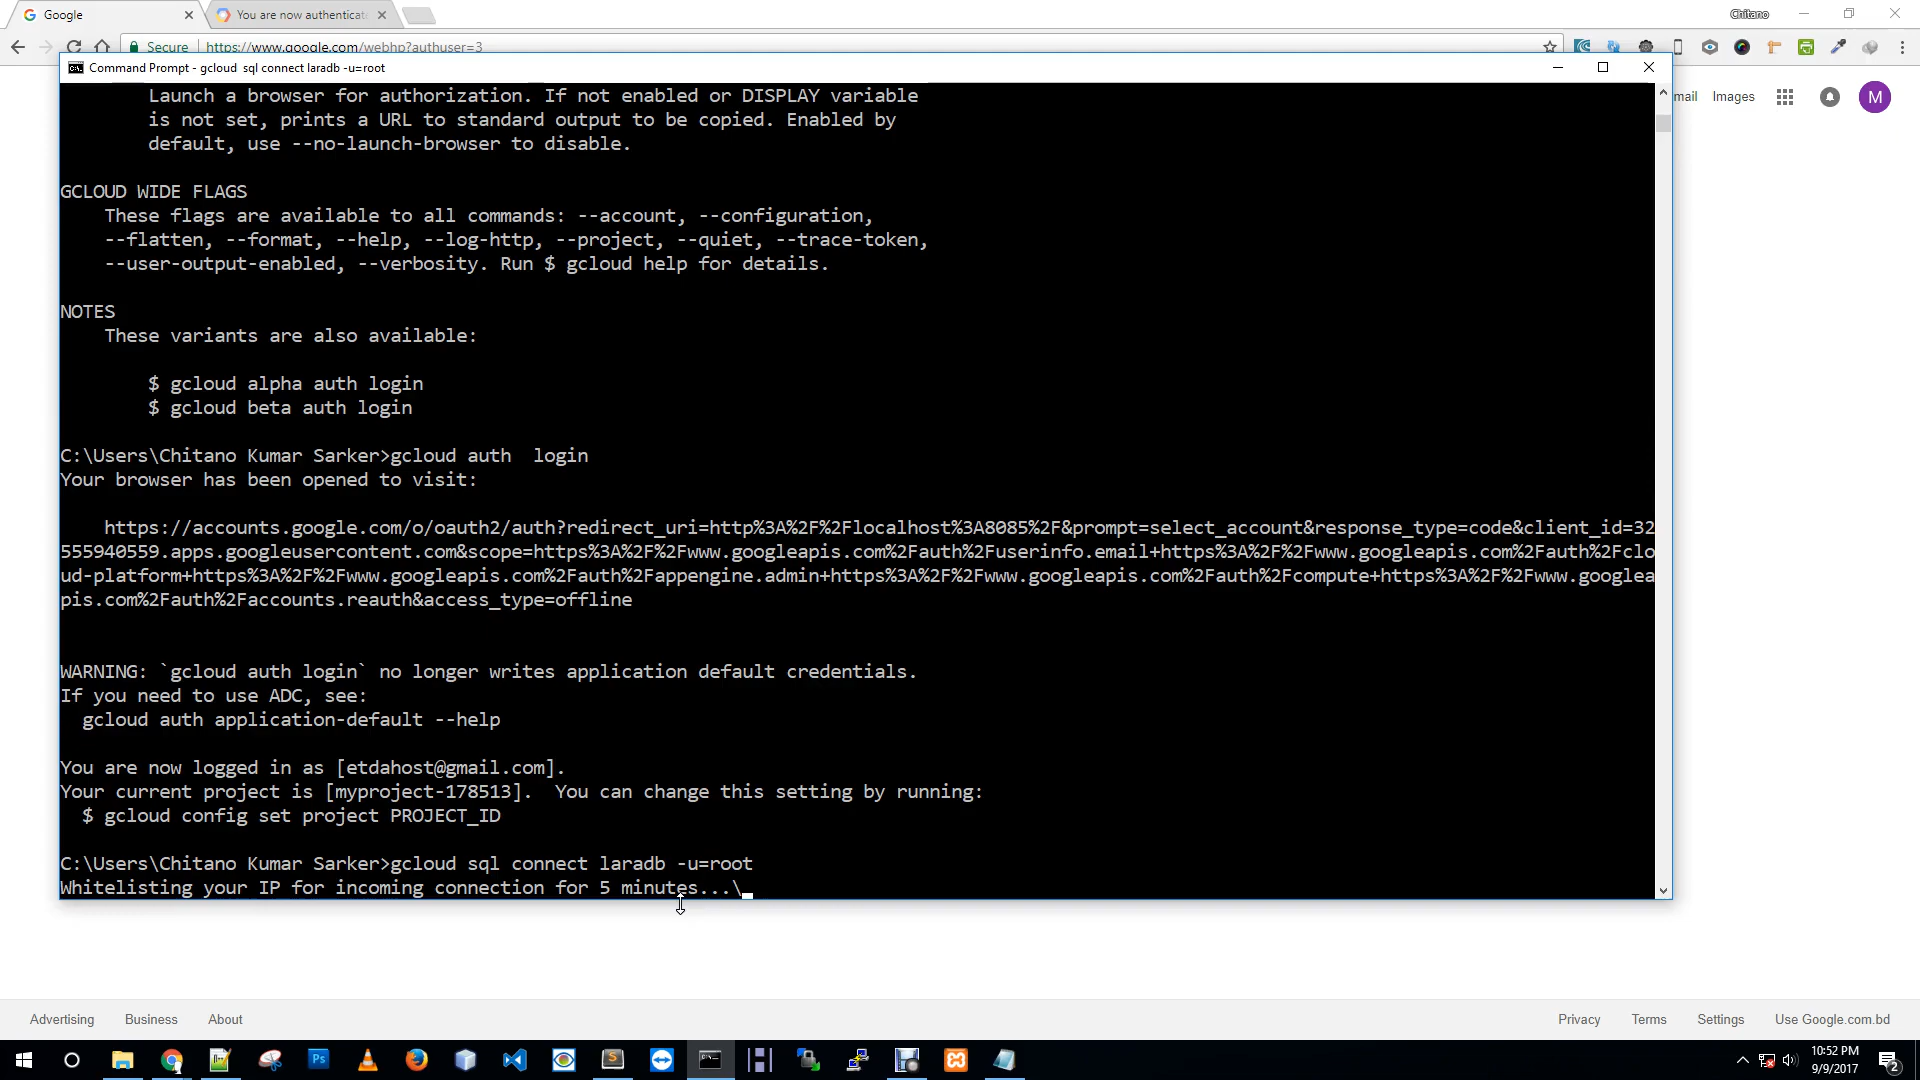 Google
You are now authenticat
Chitano
Secure
https://www.google.com/webhp?authuser=3
Command Prompt - gcloud  sql connect laradb -u=root
mail
Images
M
Launch a browser for authorization. If not enabled or DISPLAY variable
is not set, prints a URL to standard output to be copied. Enabled by
default, use --no-launch-browser to disable.
GCLOUD WIDE FLAGS
These flags are available to all commands: --account, --configuration,
--flatten, --format, --help, --log-http, --project, --quiet, --trace-token,
--user-output-enabled, --verbosity. Run $ gcloud help for details.
NOTES
These variants are also available:
$ gcloud alpha auth login
$ gcloud beta auth login
C:\Users\Chitano Kumar Sarker>gcloud auth  login
Your browser has been opened to visit:
https://accounts.google.com/o/oauth2/auth?redirect_uri=http%3A%2F%2Flocalhost%3A8085%2F&prompt=select_account&response_type=code&client_id=32
555940559.apps.googleusercontent.com&scope=https%3A%2F%2Fwww.googleapis.com%2Fauth%2Fuserinfo.email+https%3A%2F%2Fwww.googleapis.com%2Fauth%2Fclo
ud-platform+https%3A%2F%2Fwww.googleapis.com%2Fauth%2Fappengine.admin+https%3A%2F%2Fwww.googleapis.com%2Fauth%2Fcompute+https%3A%2F%2Fwww.googlea
pis.com%2Fauth%2Faccounts.reauth&access_type=offline
WARNING: `gcloud auth login` no longer writes application default credentials.
If you need to use ADC, see:
gcloud auth application-default --help
You are now logged in as [etdahost@gmail.com].
Your current project is [myproject-178513].  You can change this setting by running:
$ gcloud config set project PROJECT_ID
C:\Users\Chitano Kumar Sarker>gcloud sql connect laradb -u=root
Whitelisting your IP for incoming connection for 5 minutes...\
Advertising
Business
About
Privacy
Terms
Settings
Use Google.com.bd
Ps
S
10:52 PM
9/9/2017
2